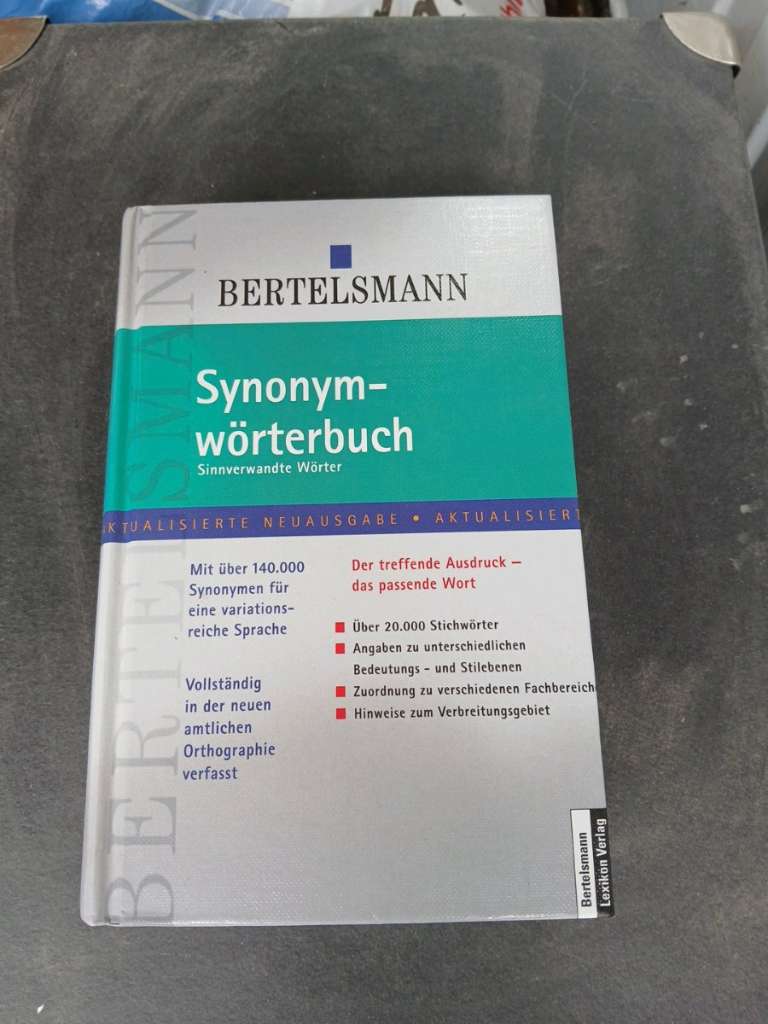 BERTELSMANN
BERTELSMANN
Synonym-
wörterbuch
Sinnverwandte Wörter
KTUALISIERTE NEUAUSGABE • AKTUALISIERT
Mit über 140.000
Synonymen für
eine variations-
reiche Sprache
Vollständig
in der neuen
amtlichen
Orthographie
verfasst
Der treffende Ausdruck –
das passende Wort
Über 20.000 Stichwörter
Angaben zu unterschiedlichen
Bedeutungs - und Stilebenen
Zuordnung zu verschiedenen Fachbereich
Hinweise zum Verbreitungsgebiet
Bertelsmann
Lexikon Verlag